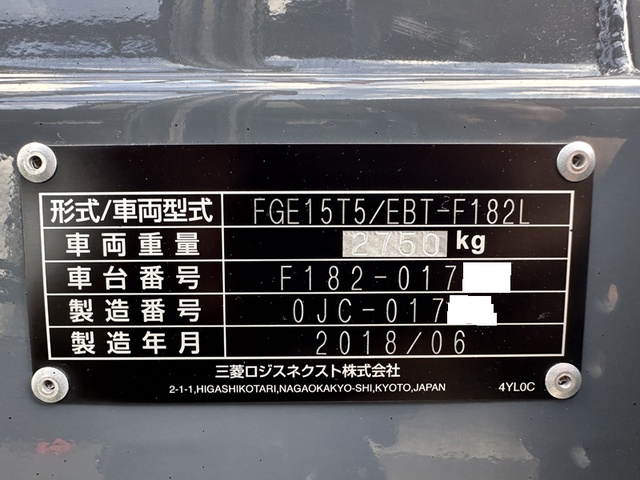 形式/車両型式 FGE15T5/EBT-F182L
車両重量 2750 kg
車台番号 F182-017
製造番号 0JC-017
製造年月 2018/06
三菱ロジスネクスト株式会社
2-1-1,HIGASHIKOTARI,NAGAOKAKYO-SHI,KYOTO,JAPAN 4YL0C